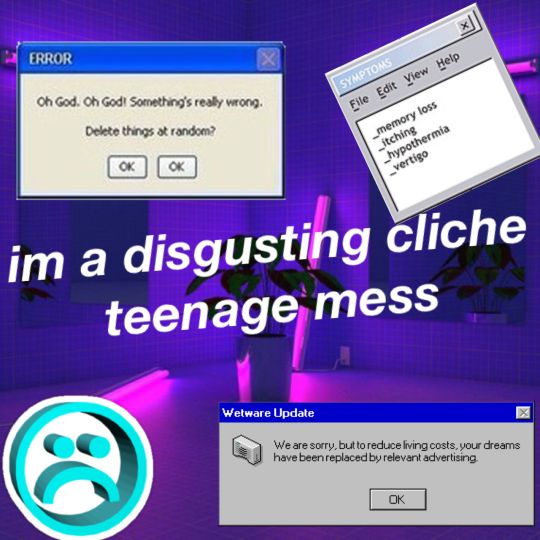 ERROR
Oh God. Oh God! Something's really wrong.
Delete things at random?
OK OK
SYMPTOMS
File Edit View Help
_memory loss
_itching
_hypothermia
_vertigo
im a disgusting cliche
teenage mess
Wetware Update
We are sorry, but to reduce living costs, your dreams
have been replaced by relevant advertising.
OK